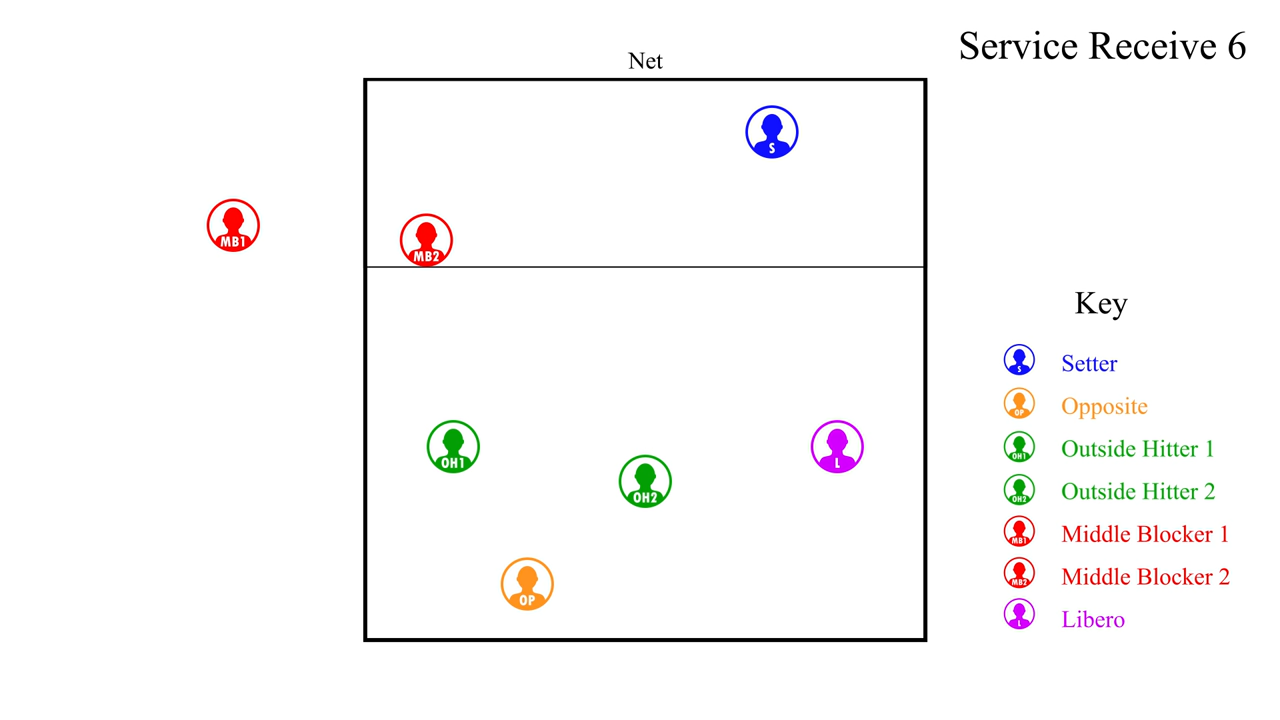 Service Receive 6
Net
S
MB1
MB2
OH1
OH2
L
OP
Key
S Setter
OP Opposite
OH1 Outside Hitter 1
OH2 Outside Hitter 2
MB1 Middle Blocker 1
MB2 Middle Blocker 2
L Libero